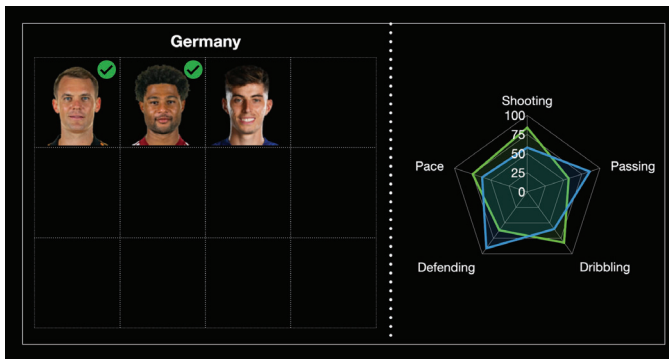 Germany
Shooting
100
75
50
25
0
Pace
Passing
Defending
Dribbling